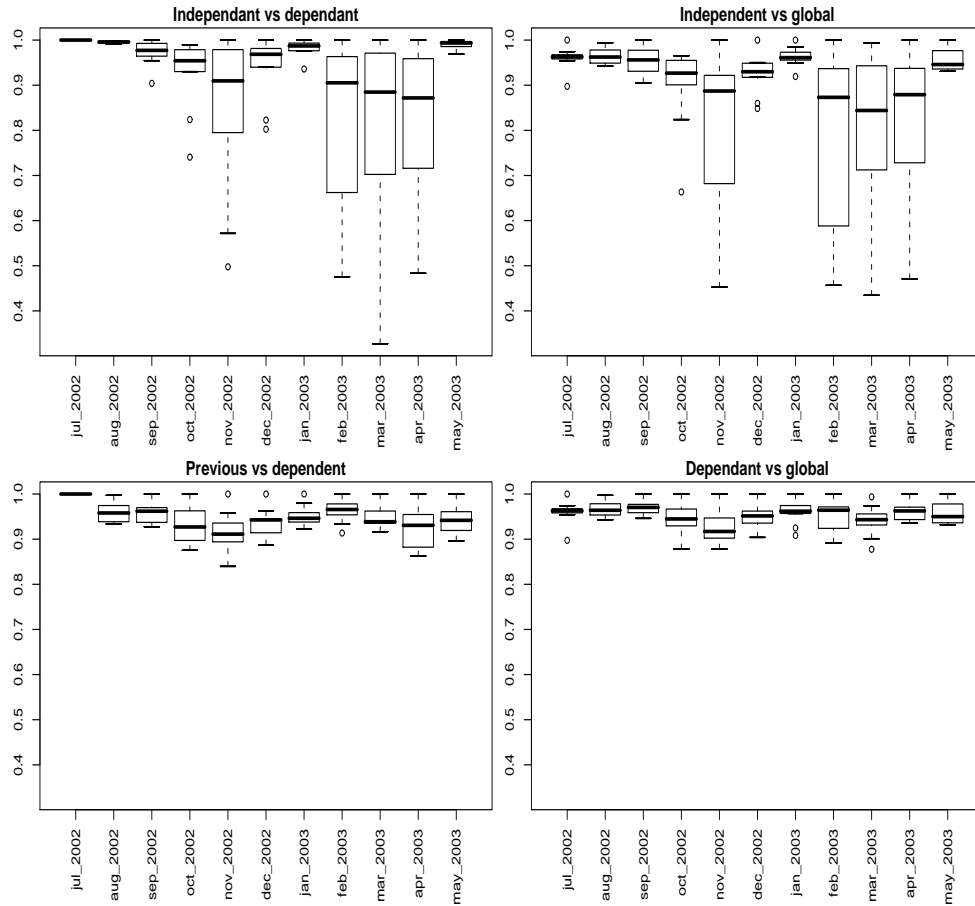 Independant vs dependant
1.0
0.9
0.8
0.7
0.6
0.5
0.4
jul_2002
aug_2002
sep_2002
oct_2002
nov_2002
dec_2002
jan_2003
feb_2003
mar_2003
apr_2003
may_2003
Independent vs global
1.0
0.9
0.8
0.7
0.6
0.5
0.4
jul_2002
aug_2002
sep_2002
oct_2002
nov_2002
dec_2002
jan_2003
feb_2003
mar_2003
apr_2003
may_2003
Previous vs dependent
1.0
0.9
0.8
0.7
0.6
0.5
0.4
jul_2002
aug_2002
sep_2002
oct_2002
nov_2002
dec_2002
jan_2003
feb_2003
mar_2003
apr_2003
may_2003
Dependant vs global
1.0
0.9
0.8
0.7
0.6
0.5
0.4
jul_2002
aug_2002
sep_2002
oct_2002
nov_2002
dec_2002
jan_2003
feb_2003
mar_2003
apr_2003
may_2003